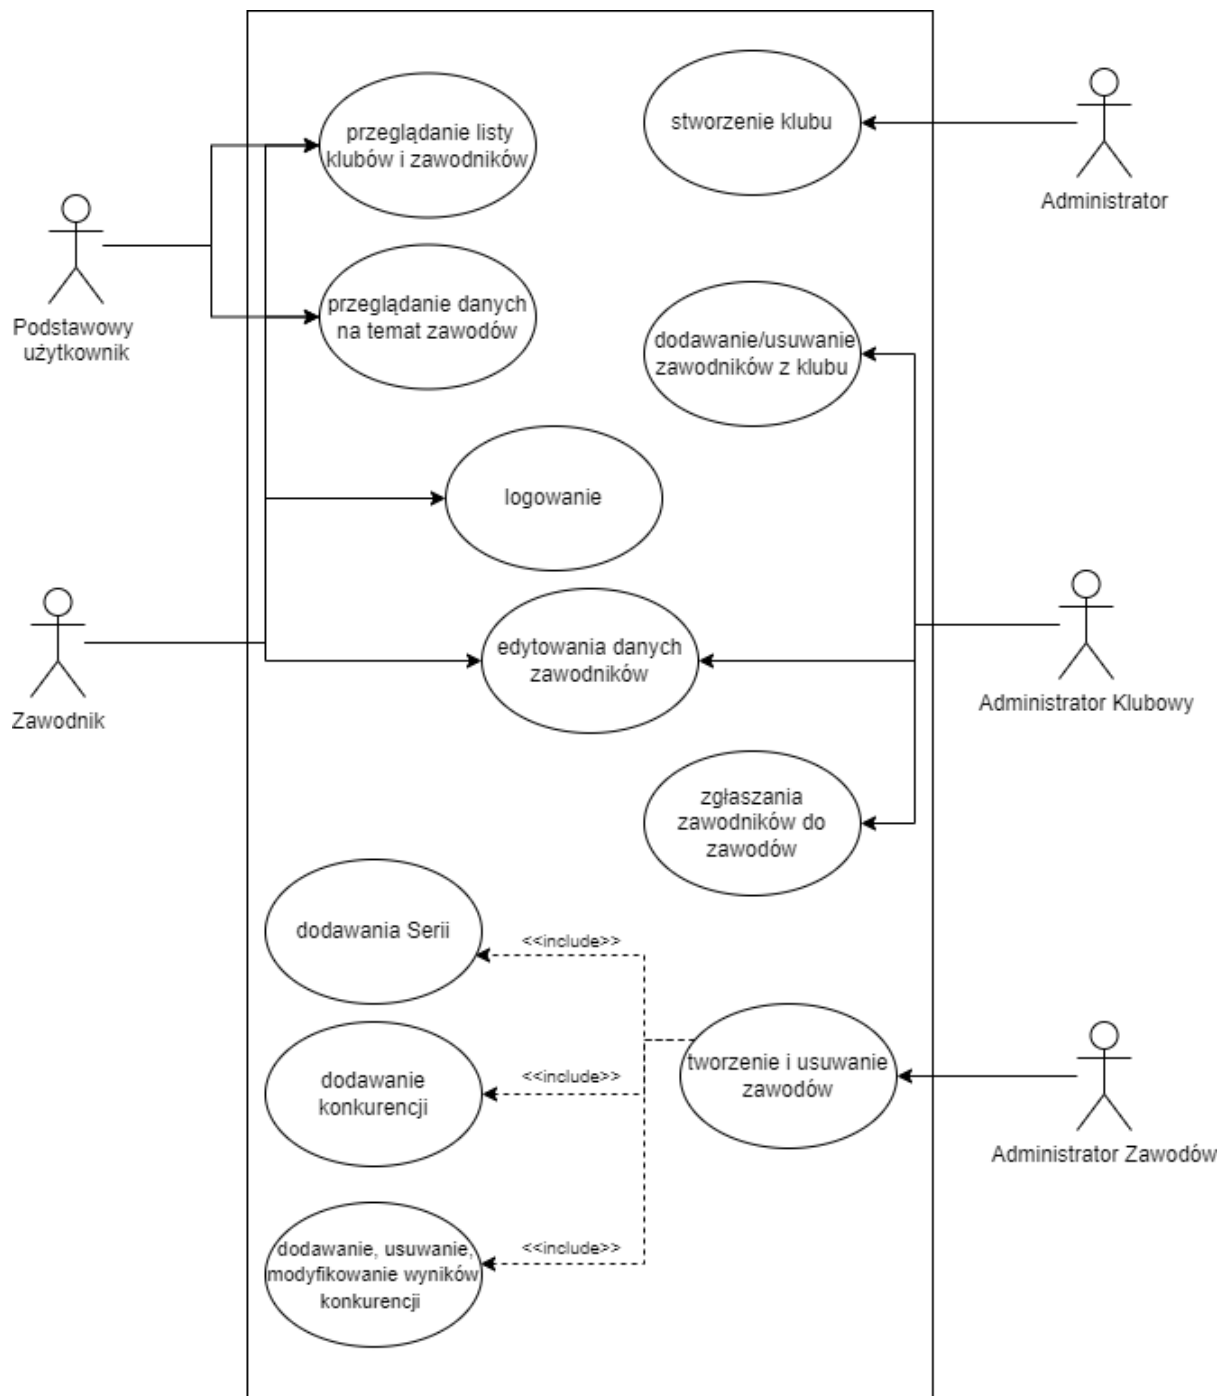 przeglądanie listy
klubów i zawodników
stworzenie klubu
Administrator
Podstawowy
użytkownik
przeglądanie danych
na temat zawodów
dodawanie/usuwanie
zawodników z klubu
logowanie
Zawodnik
edytowania danych
zawodników
Administrator Klubowy
zgłaszania
zawodników do
zawodów
dodawania Serii
<<include>>
dodawanie
konkurencji
<<include>>
tworzenie i usuwanie
zawodów
Administrator Zawodów
dodawanie, usuwanie,
modyfikowanie wyników
konkurencji
<<include>>